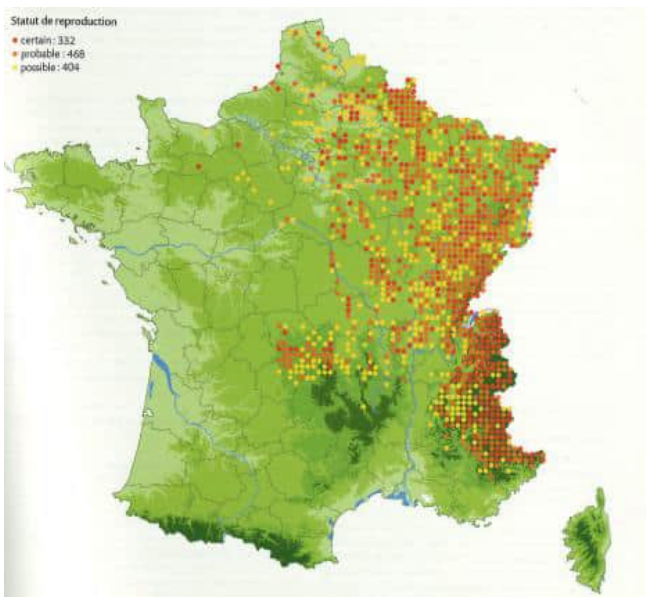 Statut de reproduction
certain : 332
probable : 468
possible : 404